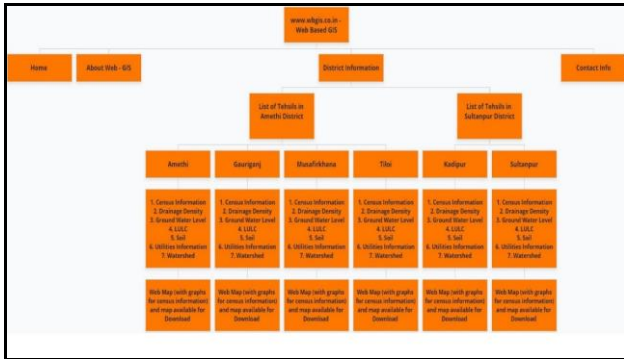 www.wbgis.co.in -
Web Based GIS
Home
About Web - GIS
District Information
Contact Info
List of Tehsils in
Amethi District
List of Tehsils in
Sultanpur District
Amethi
Gauriganj
Musafirkhana
Tiloi
Kadipur
Sultanpur
1. Census Information
2. Drainage Density
3. Ground Water Level
4. LULC
5. Soil
6. Utilities Information
7. Watershed
1. Census Information
2. Drainage Density
3. Ground Water Level
4. LULC
5. Soil
6. Utilities Information
7. Watershed
1. Census Information
2. Drainage Density
3. Ground Water Level
4. LULC
5. Soil
6. Utilities Information
7. Watershed
1. Census Information
2. Drainage Density
3. Ground Water Level
4. LULC
5. Soil
6. Utilities Information
7. Watershed
1. Census Information
2. Drainage Density
3. Ground Water Level
4. LULC
5. Soil
6. Utilities Information
7. Watershed
1. Census Information
2. Drainage Density
3. Ground Water Level
4. LULC
5. Soil
6. Utilities Information
7. Watershed
Web Map (with graphs
for census information)
and map available for
Download
Web Map (with graphs
for census information)
and map available for
Download
Web Map (with graphs
for census information)
and map available for
Download
Web Map (with graphs
for census information)
and map available for
Download
Web Map (with graphs
for census information)
and map available for
Download
Web Map (with graphs
for census information)
and map available for
Download